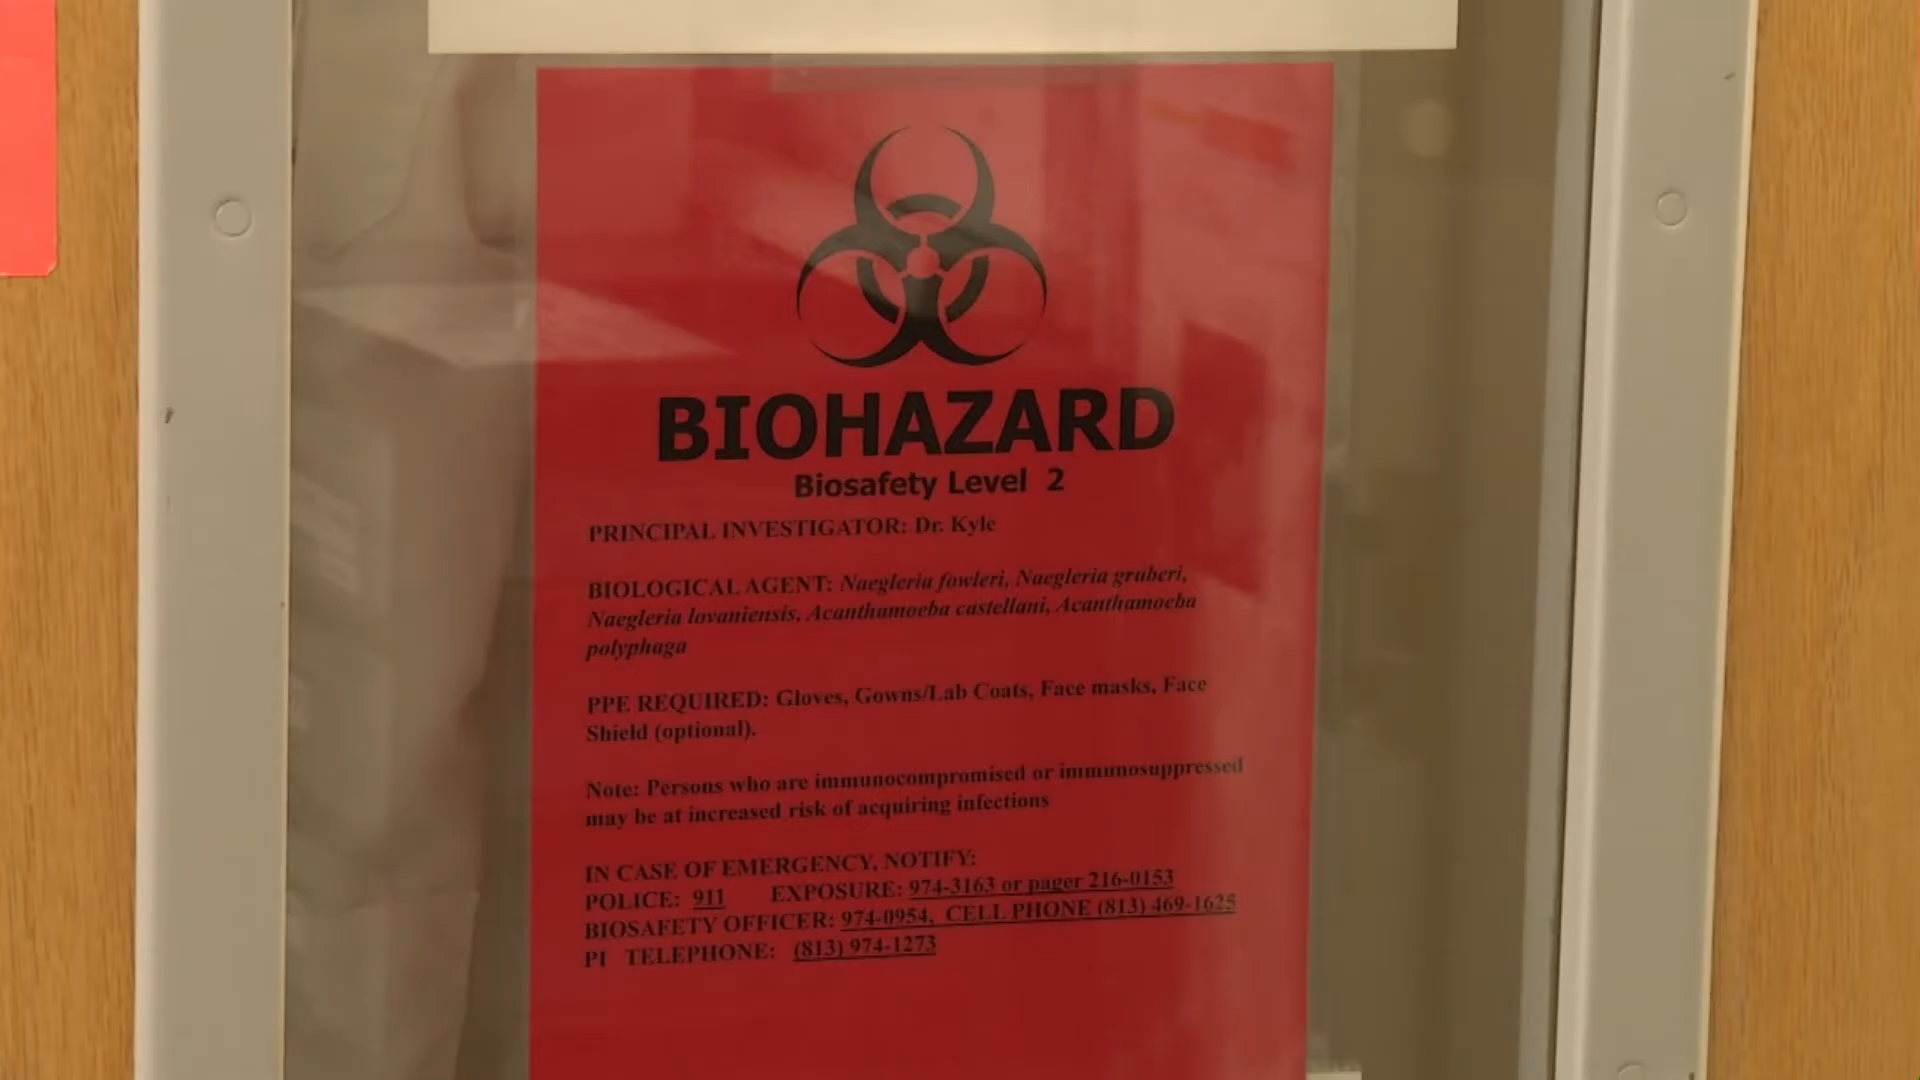 BIOHAZARD
Biosafety Level 2
PRINCIPAL INVESTIGATOR: Dr. Kyle
BIOLOGICAL AGENT: Naegleria fowleri, Naegleria gruberi,
Naegleria lovaniensis, Acanthamoeba castellani, Acanthamoeba
polyphaga
PPE REQUIRED: Gloves, Gowns/Lab Coats, Face masks, Face
Shield (optional).
Note: Persons who are immunocompromised or immunosuppressed
may be at increased risk of acquiring infections
IN CASE OF EMERGENCY, NOTIFY:
POLICE: 911 EXPOSURE: 974-3163 or pager 216-0153
BIOSAFETY OFFICER: 974-0954, CELL PHONE (813) 469-1625
PI TELEPHONE: (813) 974-1273